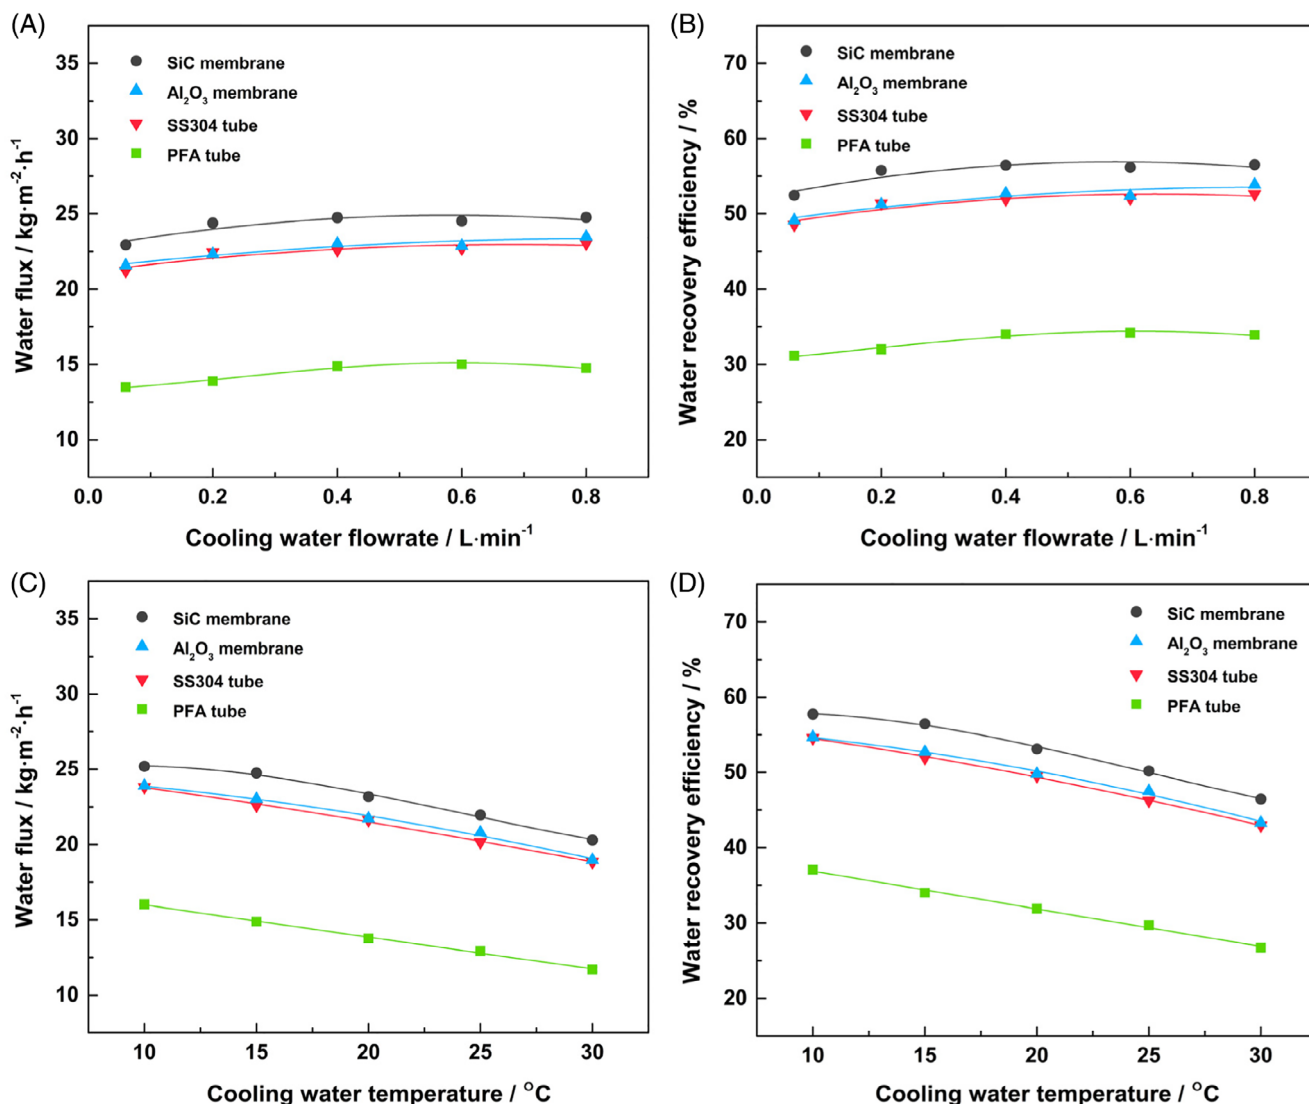 (A)
35
30
25
20
15
10
Water flux / kg·m⁻²·h⁻¹
SiC membrane
Al₂O₃ membrane
SS304 tube
PFA tube
0.0 0.2 0.4 0.6 0.8
Cooling water flowrate / L·min⁻¹
(B)
70
60
50
40
30
20
Water recovery efficiency / %
SiC membrane
Al₂O₃ membrane
SS304 tube
PFA tube
0.0 0.2 0.4 0.6 0.8
Cooling water flowrate / L·min⁻¹
(C)
35
30
25
20
15
10
Water flux / kg·m⁻²·h⁻¹
SiC membrane
Al₂O₃ membrane
SS304 tube
PFA tube
10 15 20 25 30
Cooling water temperature / °C
(D)
70
60
50
40
30
20
Water recovery efficiency / %
SiC membrane
Al₂O₃ membrane
SS304 tube
PFA tube
10 15 20 25 30
Cooling water temperature / °C